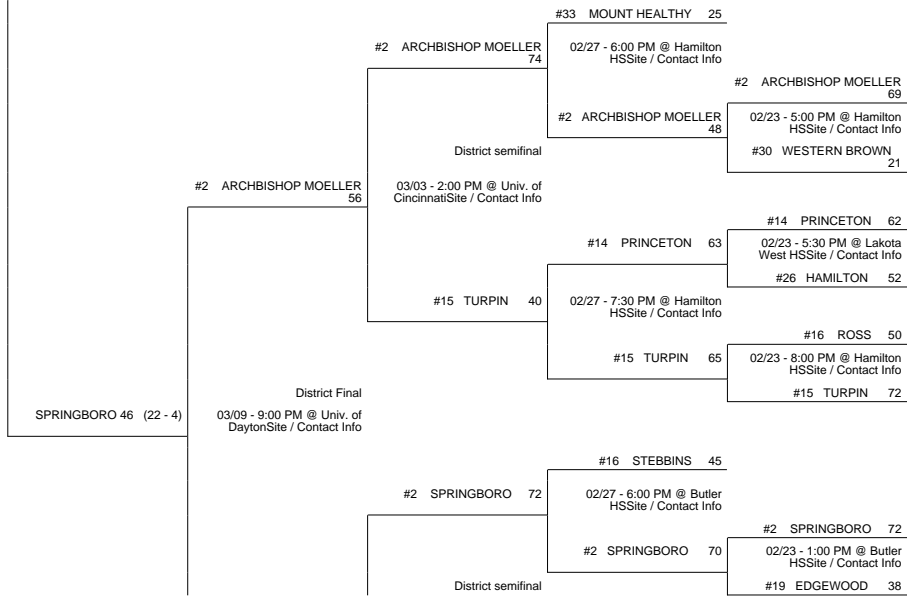 #33 MOUNT HEALTHY 25
#2 ARCHBISHOP MOELLER
74
02/27 - 6:00 PM @ Hamilton
HSSite / Contact Info
#2 ARCHBISHOP MOELLER
69
#2 ARCHBISHOP MOELLER
48
02/23 - 5:00 PM @ Hamilton
HSSite / Contact Info
#30 WESTERN BROWN
21
District semifinal
#2 ARCHBISHOP MOELLER
56
03/03 - 2:00 PM @ Univ. of
CincinnatiSite / Contact Info
#14 PRINCETON 62
#14 PRINCETON 63
02/23 - 5:30 PM @ Lakota
West HSSite / Contact Info
#26 HAMILTON 52
#15 TURPIN 40
02/27 - 7:30 PM @ Hamilton
HSSite / Contact Info
#16 ROSS 50
#15 TURPIN 65
02/23 - 8:00 PM @ Hamilton
HSSite / Contact Info
#15 TURPIN 72
District Final
SPRINGBORO 46 (22 - 4)
03/09 - 9:00 PM @ Univ. of
DaytonSite / Contact Info
#16 STEBBINS 45
#2 SPRINGBORO 72
02/27 - 6:00 PM @ Butler
HSSite / Contact Info
#2 SPRINGBORO 72
#2 SPRINGBORO 70
02/23 - 1:00 PM @ Butler
HSSite / Contact Info
District semifinal
#19 EDGEWOOD 38